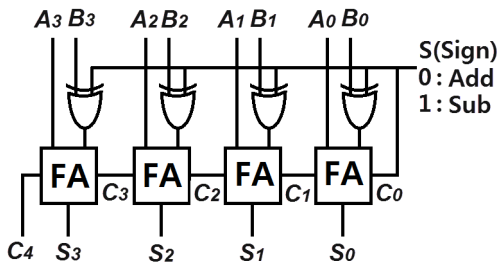 A3 B3 A2 B2 A1 B1 A0 B0
S(Sign)
0: Add
1: Sub
FA C3 FA C2 FA C1 FA C0
C4 S3 S2 S1 S0